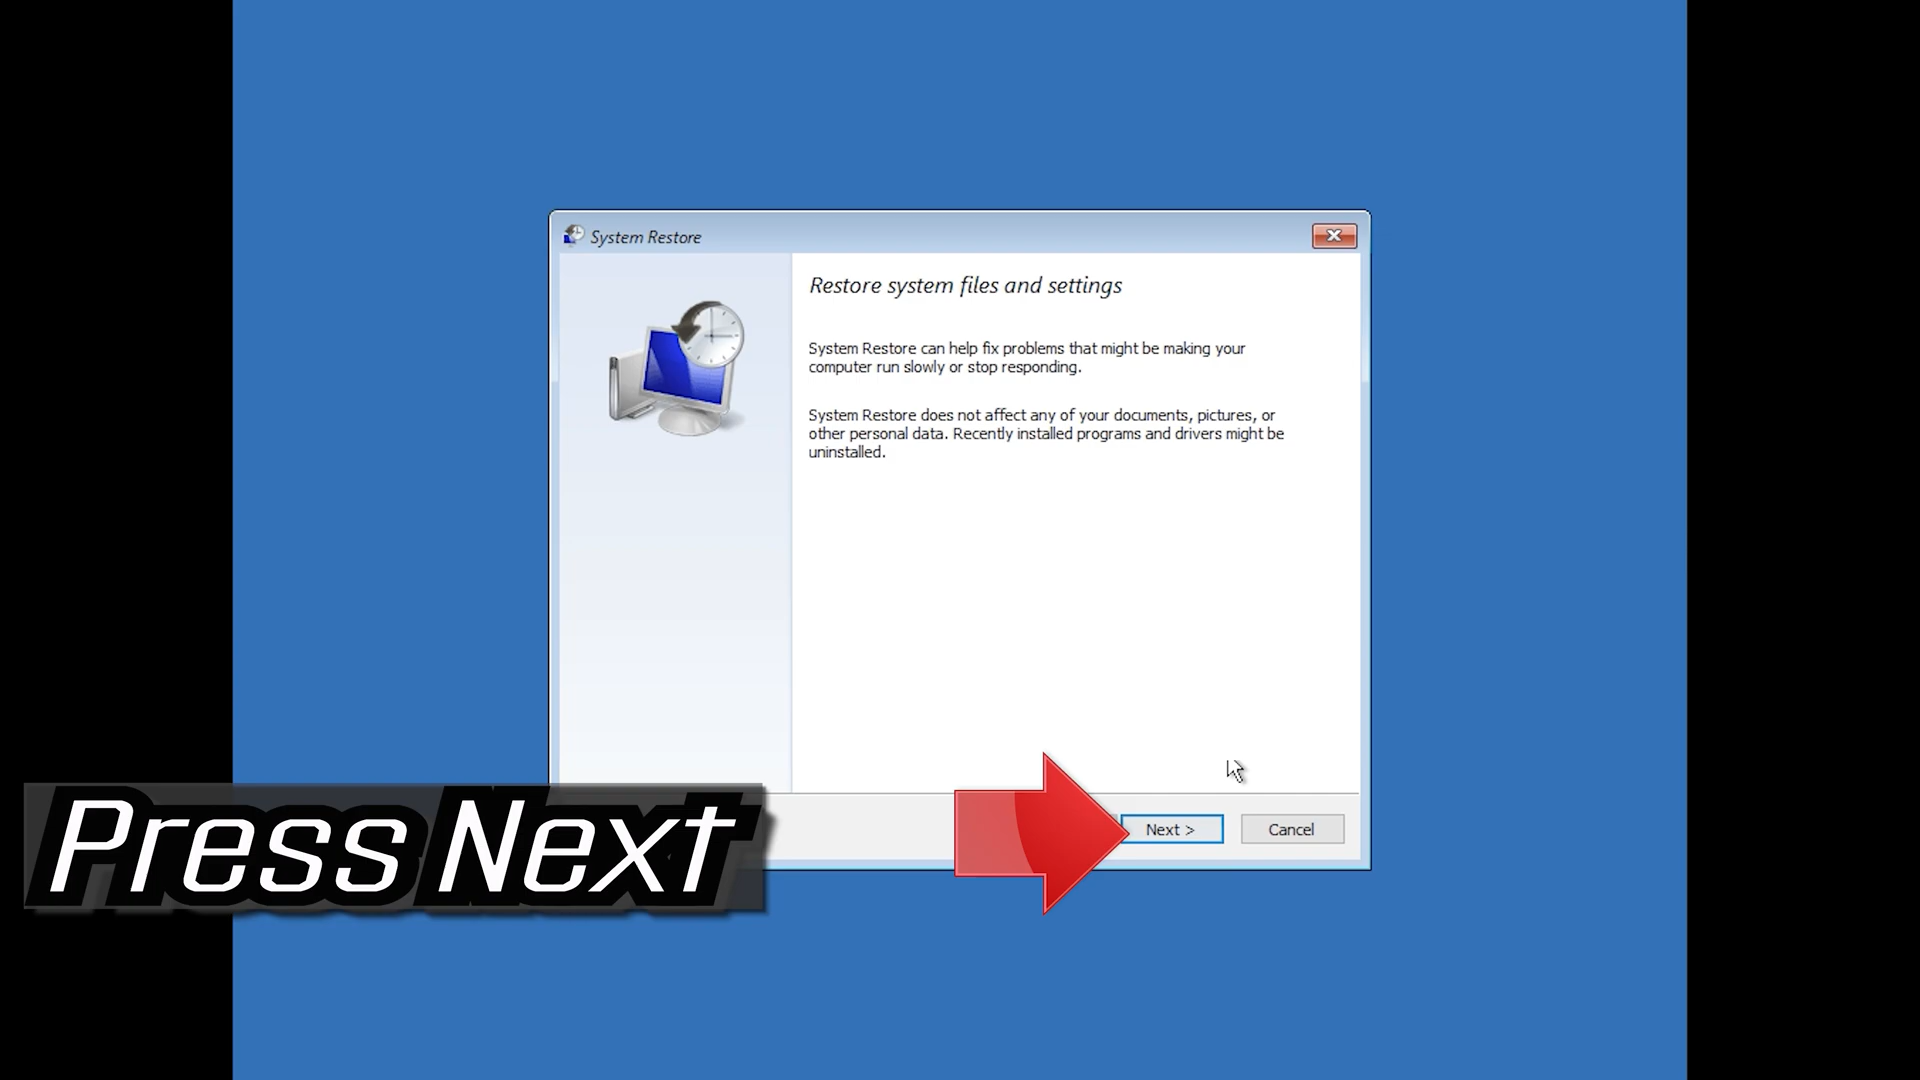 System Restore
Restore system files and settings
System Restore can help fix problems that might be making your
computer run slowly or stop responding.
System Restore does not affect any of your documents, pictures, or
other personal data. Recently installed programs and drivers might be
uninstalled.
Press Next
Next >
Cancel